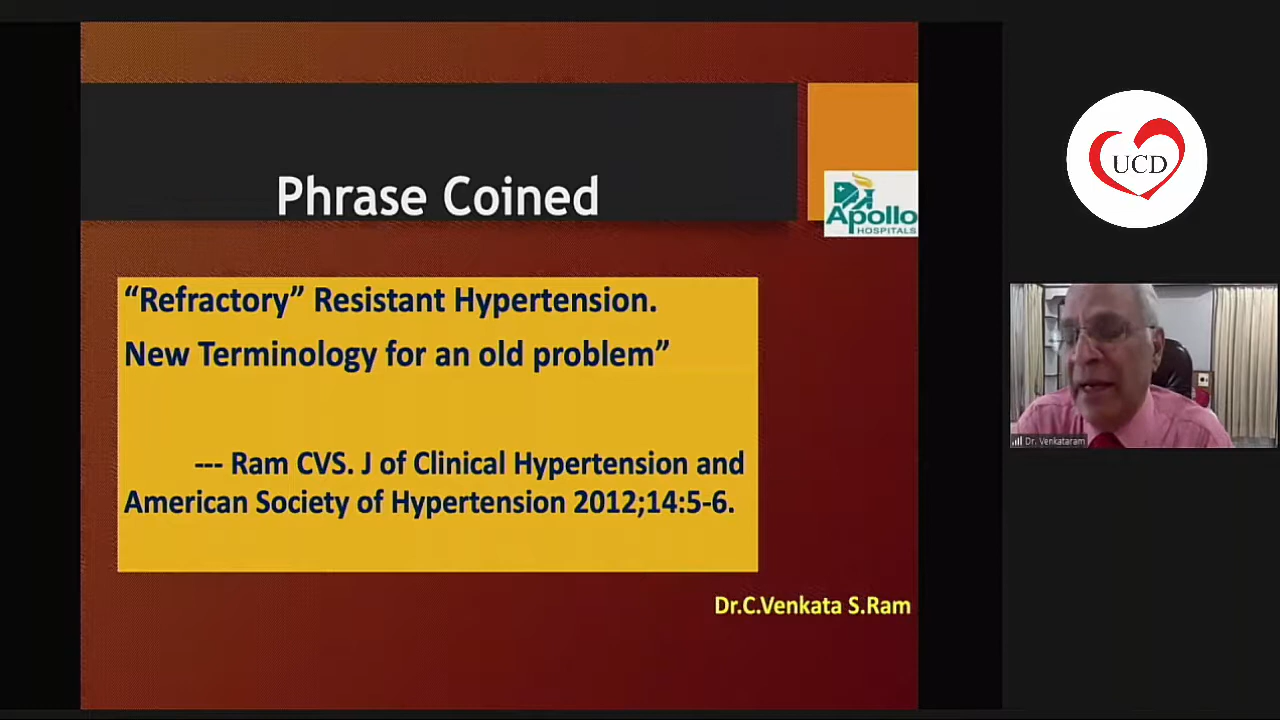 Phrase Coined
Apollo
HOSPITALS
“Refractory” Resistant Hypertension.
New Terminology for an old problem”
--- Ram CVS. J of Clinical Hypertension and
American Society of Hypertension 2012;14:5-6.
Dr.C.Venkata S.Ram
UCD
Dr. Venkataram